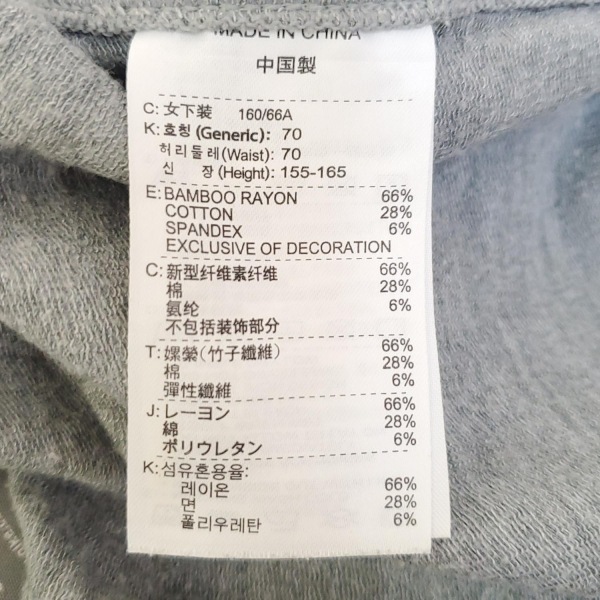 MADE IN CHINA
中国製
C: 女下装 160/66A
K: 호칭 (Generic): 70
허리둘레(Waist): 70
신 장 (Height): 155-165
E: BAMBOO RAYON 66%
COTTON 28%
SPANDEX 6%
EXCLUSIVE OF DECORATION
C: 新型纤维素纤维 66%
棉 28%
氨纶 6%
不包括装饰部分
T: 嫘縈(竹子纖維) 66%
棉 28%
彈性纖維 6%
J: レーヨン 66%
綿 28%
ポリウレタン 6%
K: 섬유혼용율:
레이온 66%
면 28%
폴리우레탄 6%